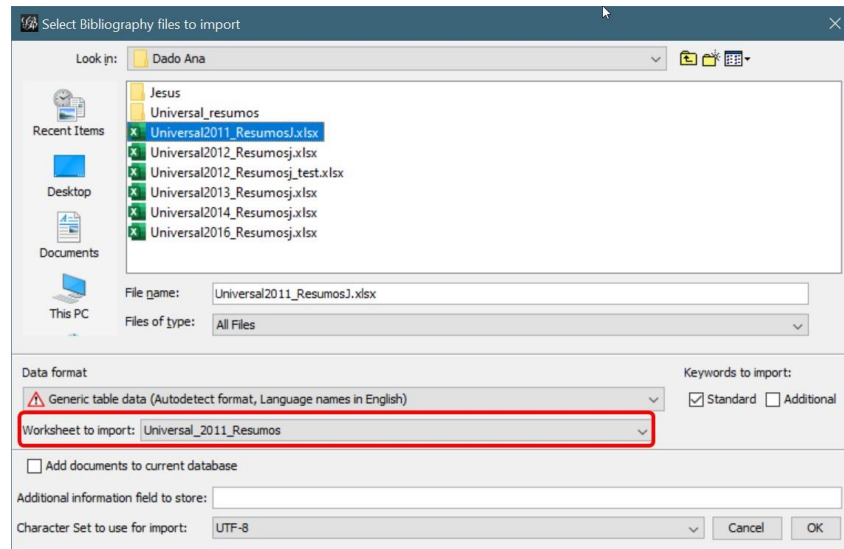 Select Bibliography files to import
Look in: Dado Ana
Recent Items
Desktop
Documents
This PC
Jesus
Universal_resumos
Universal2011_ResumosJ.xlsx
Universal2012_Resumosj.xlsx
Universal2012_Resumosj_test.xlsx
Universal2013_Resumosj.xlsx
Universal2014_Resumosj.xlsx
Universal2016_Resumosj.xlsx
File name: Universal2011_ResumosJ.xlsx
Files of type: All Files
Data format Keywords to import:
Generic table data (Autodetect format, Language names in English) Standard Additional
Worksheet to import: Universal_2011_Resumos
Add documents to current database
Additional information field to store:
Character Set to use for import: UTF-8 Cancel OK